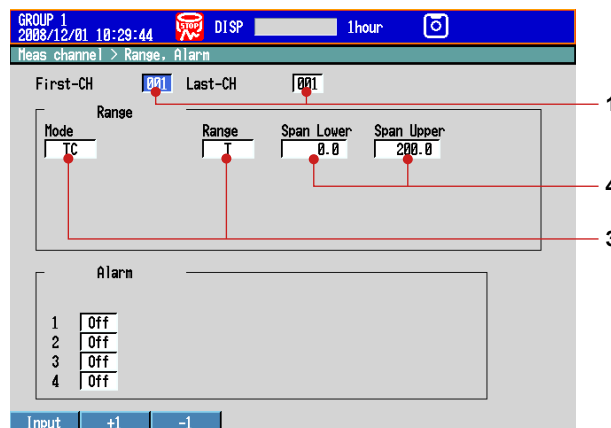 GROUP 1
2008/12/01 10:29:44 STOP DISP 1hour
Meas channel > Range, Alarm
First-CH 001 Last-CH 001
1
Range
Mode Range Span Lower Span Upper
TC T 0.0 200.0
4
3
Alarm
1 Off
2 Off
3 Off
4 Off
Input +1 -1